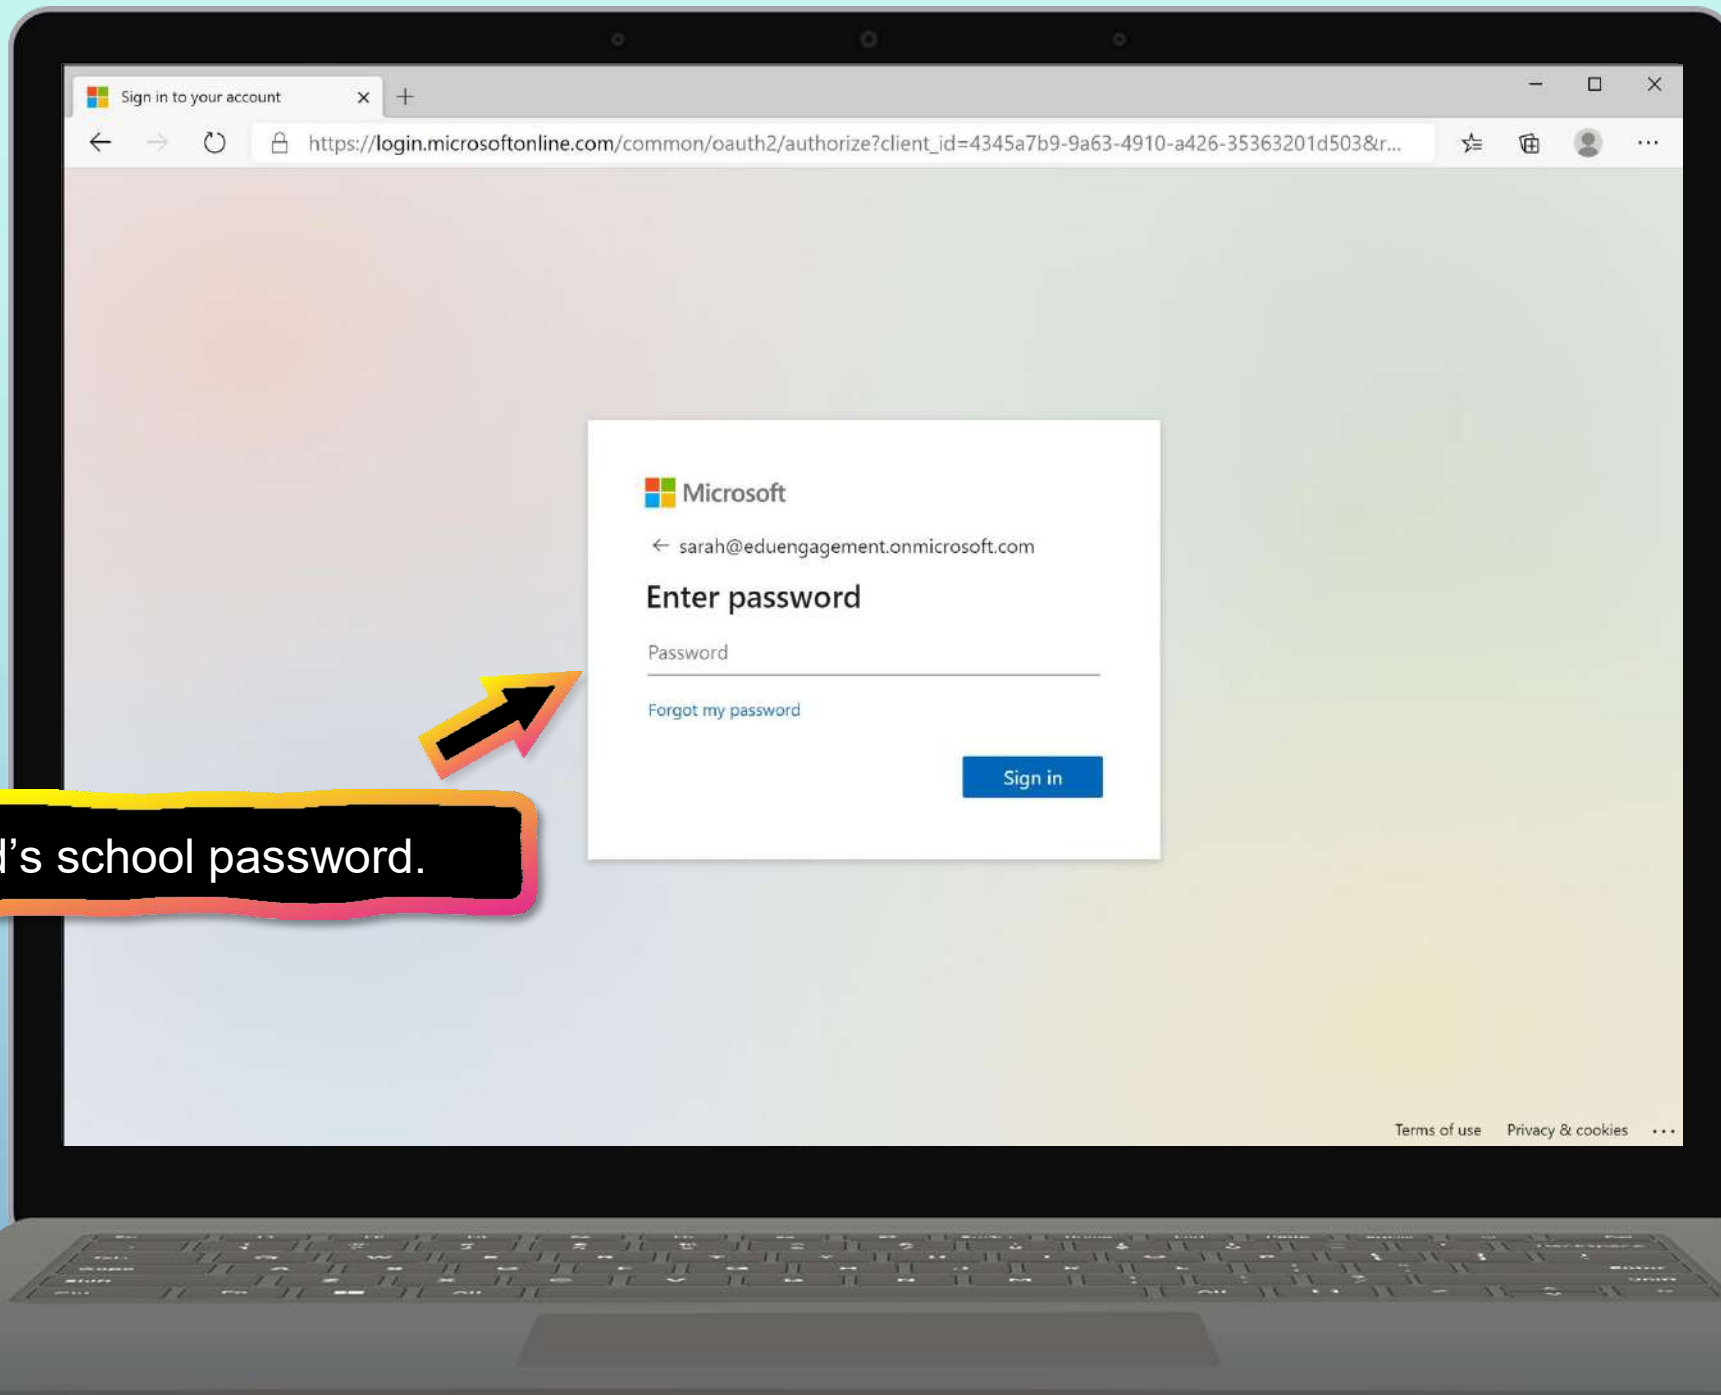 Sign in to your account
https://login.microsoftonline.com/common/oauth2/authorize?client_id=4345a7b9-9a63-4910-a426-35363201d503&r...
Microsoft
sarah@eduengagement.onmicrosoft.com
Enter password
Password
Forgot my password
Sign in
school password.
Terms of use Privacy & cookies